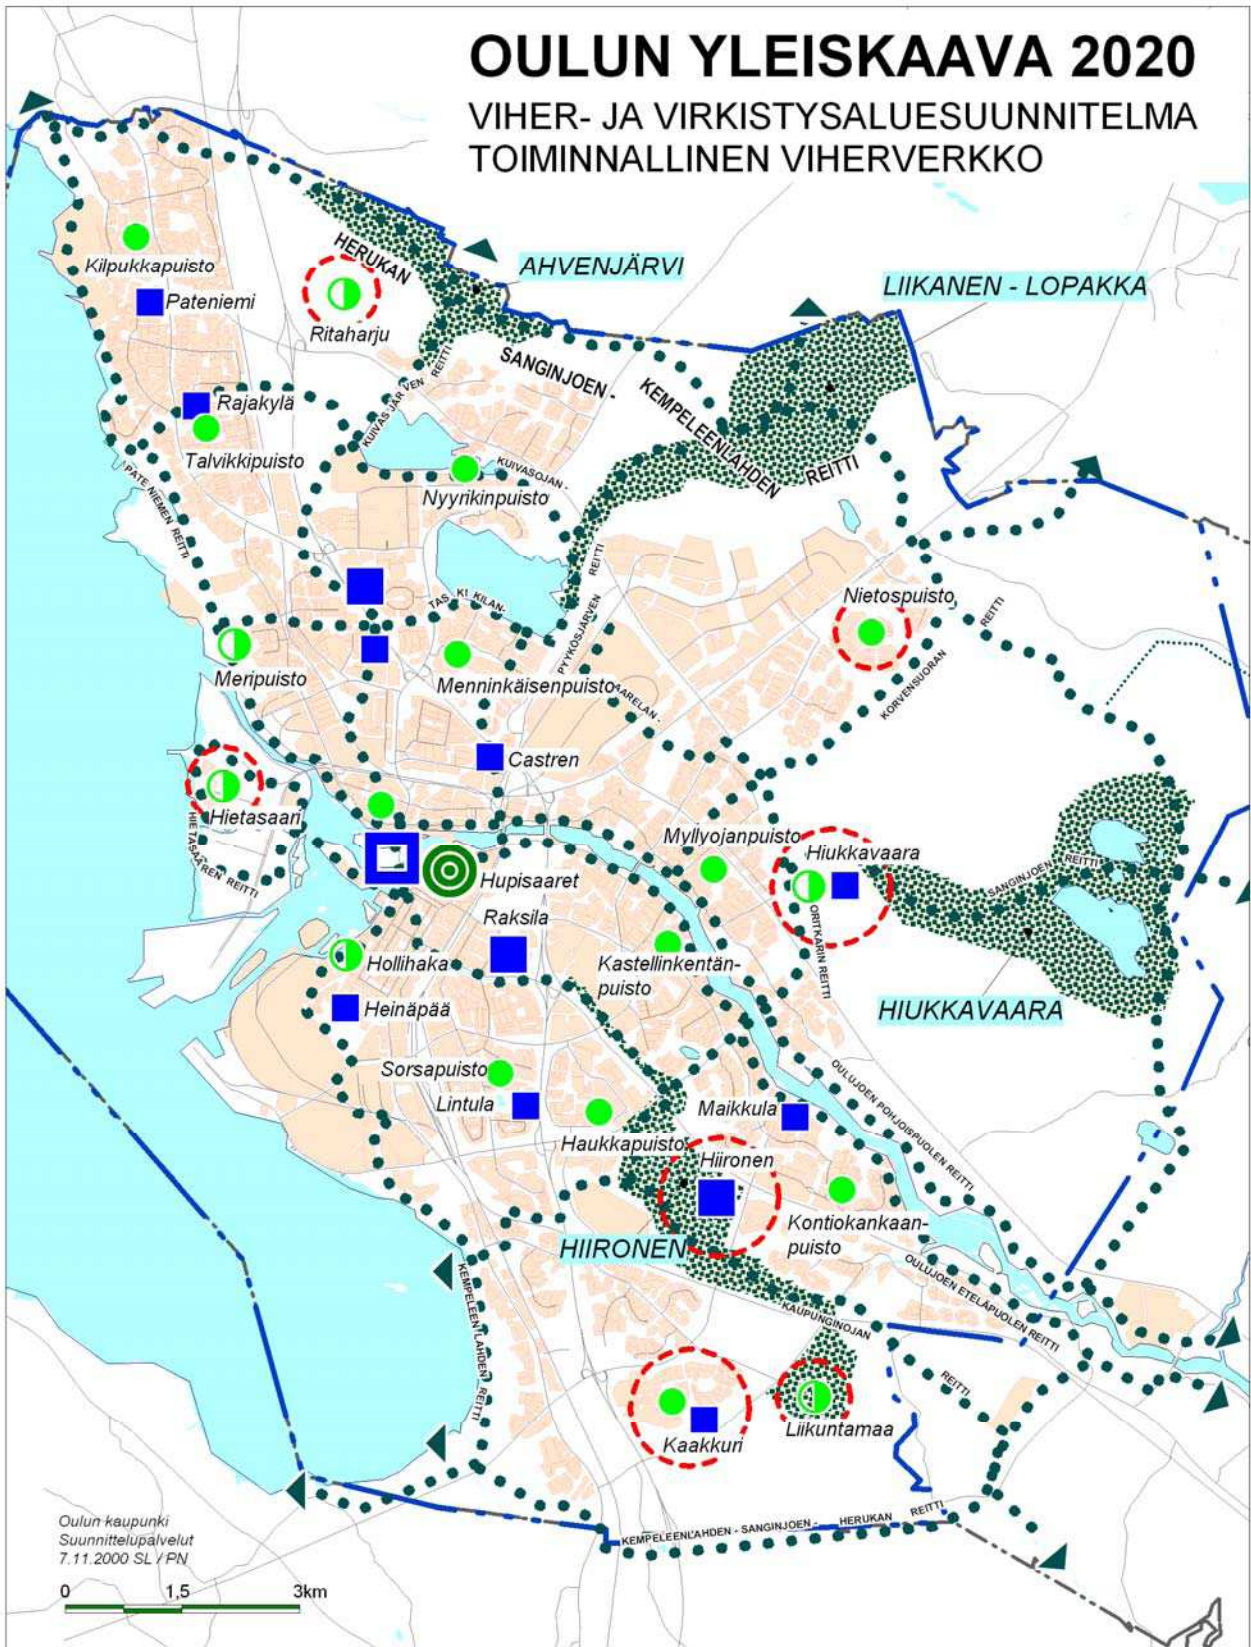 OULUN YLEISKAAVA 2020
VIHER- JA VIRKISTYSALUESUUNNITELMA
TOIMINNALLINEN VIHERVERKKO
HERUKAN
AHVENJÄRVI
Kilpukkapuisto
LIIKANEN - LOPAKKA
Pateniemi
Ritaharju
SANGINJOEN -
KUIVASJÄRVEN REITTI
KEMPELEENLAHDEN
REITTI
Rajakylä
Talvikkipuisto
KUIVASOJAN -
PATENIEMEN REITTI
Nyyrikinpuisto
REITTI
Nietospuisto
TASKIKILAN-
REITTI
PYYKÖSJÄRVEN
Meripuisto
Menninkäisenpuisto
AARELAN -
KORVENSUORAN
Castren
Hietasaari
HIETASAAREN REITTI
Myllyojanpuisto
Hiukkavaara
Hupisaaret
SANGINJOEN REITTI
ORITKARIN REITTI
Raksila
Hollihaka
Kastellinkentän-
puisto
Heinäpää
HIUKKAVAARA
Sorsapuisto
OULUJOEN POHJOISPUOLEN REITTI
Lintula
Maikkula
Haukkapuisto
Hiironen
Kontiokankaan-
puisto
HIIRONEN
OULUJOEN ETELÄPUOLEN REITTI
KEMPELEENLAHDEN REITTI
KAUPUNGINOJAN
REITTI
Liikuntamaa
Kaakkuri
KEMPELEENLAHDEN - SANGINJOEN - HERUKAN REITTI
Oulun kaupunki
Suunnittelupalvelut
7.11.2000 SL / PN
0 1,5 3km